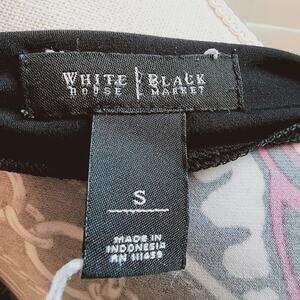 WHITE | BLACK
HOUSE | MARKET
S
MADE IN
INDONESIA
RN 111459